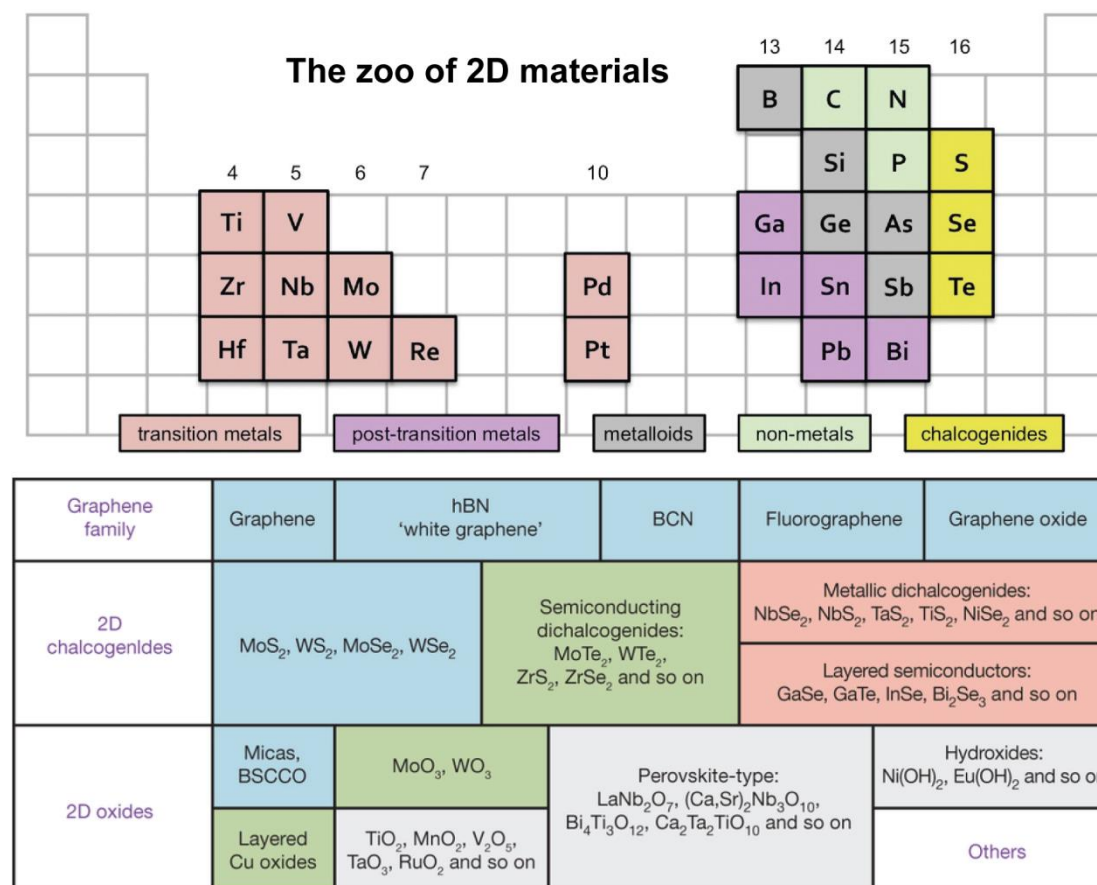 The zoo of 2D materials
13 14 15 16
B C N
Si P S
4 5 6 7 10
Ti V Ga Ge As Se
Zr Nb Mo Pd In Sn Sb Te
Hf Ta W Re Pt Pb Bi
transition metals post-transition metals metalloids non-metals chalcogenides
Graphene
family
Graphene
hBN
'white graphene'
BCN
Fluorographene
Graphene oxide
2D
chalcogenIdes
MoS₂, WS₂, MoSe₂, WSe₂
Semiconducting
dichalcogenides:
MoTe₂, WTe₂,
ZrS₂, ZrSe₂ and so on
Metallic dichalcogenides:
NbSe₂, NbS₂, TaS₂, TiS₂, NiSe₂ and so on
Layered semiconductors:
GaSe, GaTe, InSe, Bi₂Se₃ and so on
2D oxides
Micas,
BSCCO
MoO₃, WO₃
Layered
Cu oxides
TiO₂, MnO₂, V₂O₅,
TaO₃, RuO₂ and so on
Perovskite-type:
LaNb₂O₇, (Ca,Sr)₂Nb₃O₁₀,
Bi₄Ti₃O₁₂, Ca₂Ta₂TiO₁₀ and so on
Hydroxides:
Ni(OH)₂, Eu(OH)₂ and so on
Others